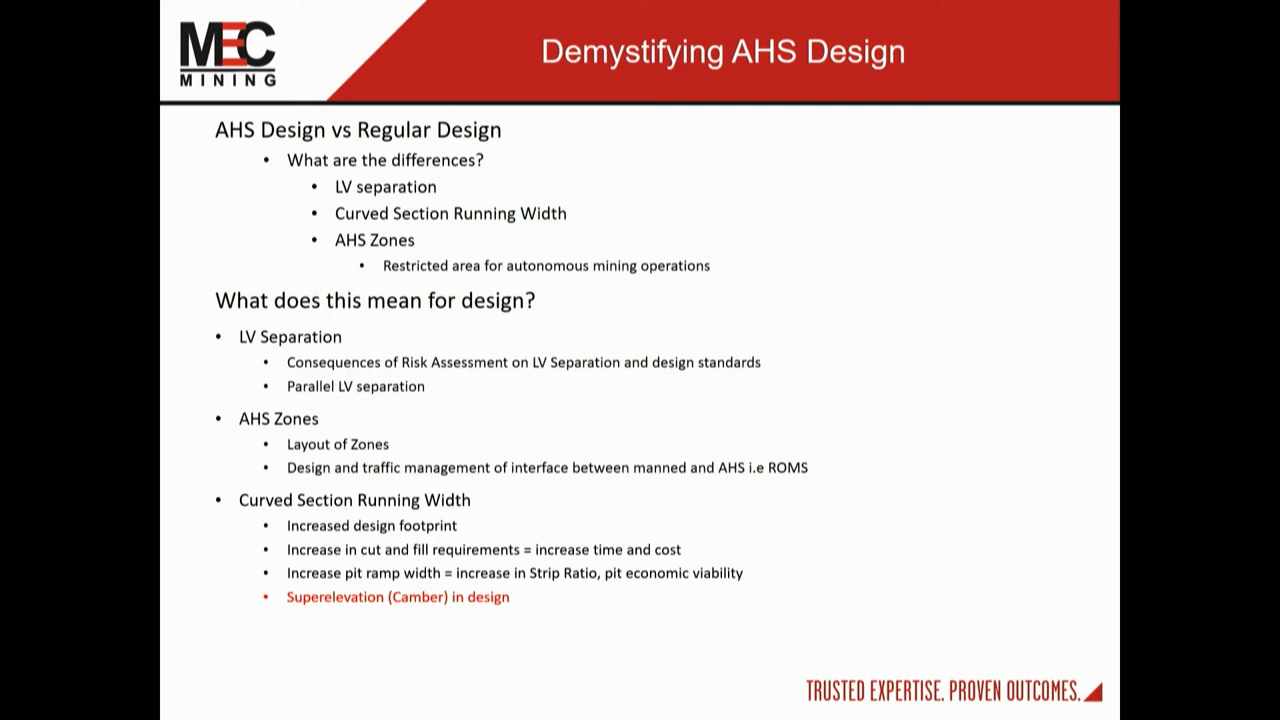 MEC
MINING
Demystifying AHS Design
AHS Design vs Regular Design
• What are the differences?
• LV separation
• Curved Section Running Width
• AHS Zones
• Restricted area for autonomous mining operations
What does this mean for design?
• LV Separation
• Consequences of Risk Assessment on LV Separation and design standards
• Parallel LV separation
• AHS Zones
• Layout of Zones
• Design and traffic management of interface between manned and AHS i.e ROMS
• Curved Section Running Width
• Increased design footprint
• Increase in cut and fill requirements = increase time and cost
• Increase pit ramp width = increase in Strip Ratio, pit economic viability
• Superelevation (Camber) in design
TRUSTED EXPERTISE. PROVEN OUTCOMES.